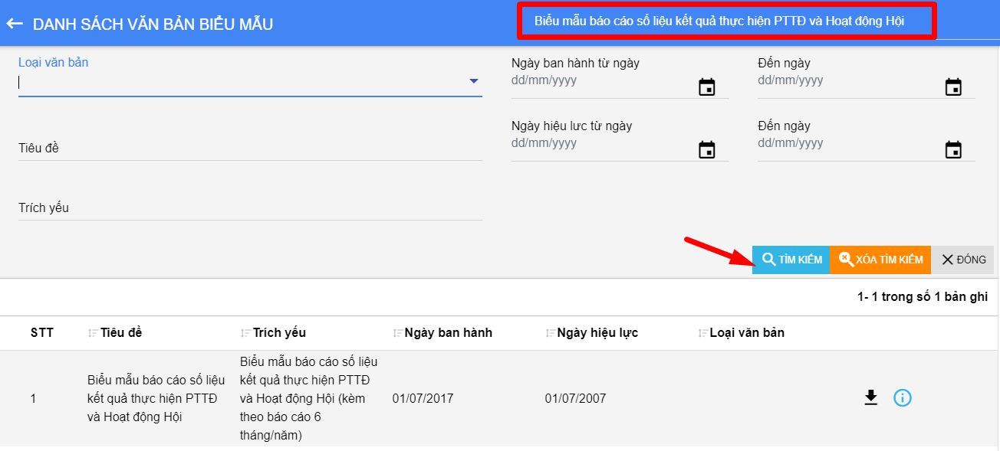 DANH SÁCH VĂN BẢN BIỂU MẪU
Biểu mẫu báo cáo số liệu kết quả thực hiện PTTĐ và Hoạt động Hội
Loại văn bản
Ngày ban hành từ ngày
Đến ngày
dd/mm/yyyy
dd/mm/yyyy
Ngày hiệu lưc từ ngày
Đến ngày
dd/mm/yyyy
dd/mm/yyyy
Tiêu đề
Trích yếu
TÌM KIẾM
XÓA TÌM KIẾM
ĐÓNG
1- 1 trong số 1 bản ghi
STT
Tiêu đề
Trích yếu
Ngày ban hành
Ngày hiệu lực
Loại văn bản
1
Biểu mẫu báo cáo số liệu
kết quả thực hiện PTTĐ
và Hoạt động Hội
Biểu mẫu báo cáo số liệu
kết quả thực hiện PTTĐ
và Hoạt động Hội (kèm
theo báo cáo 6
tháng/năm)
01/07/2017
01/07/2007